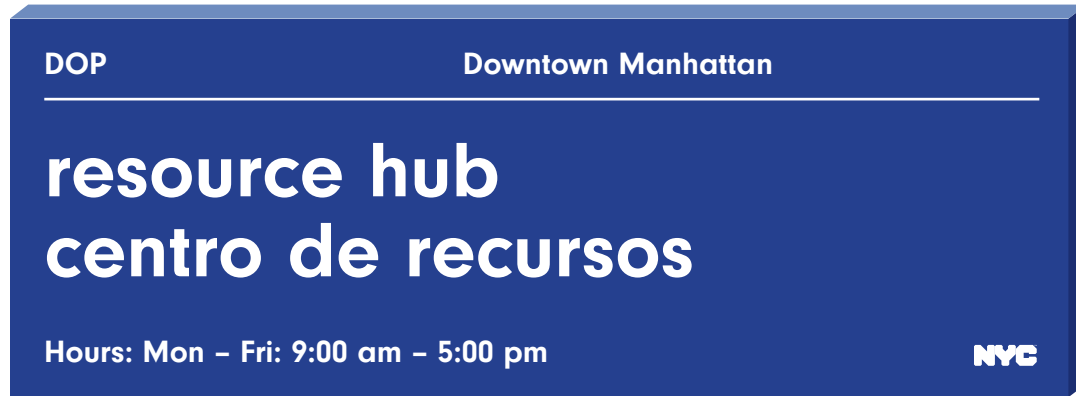 DOP Downtown Manhattan
resource hub
centro de recursos
Hours: Mon – Fri: 9:00 am – 5:00 pm
NYC